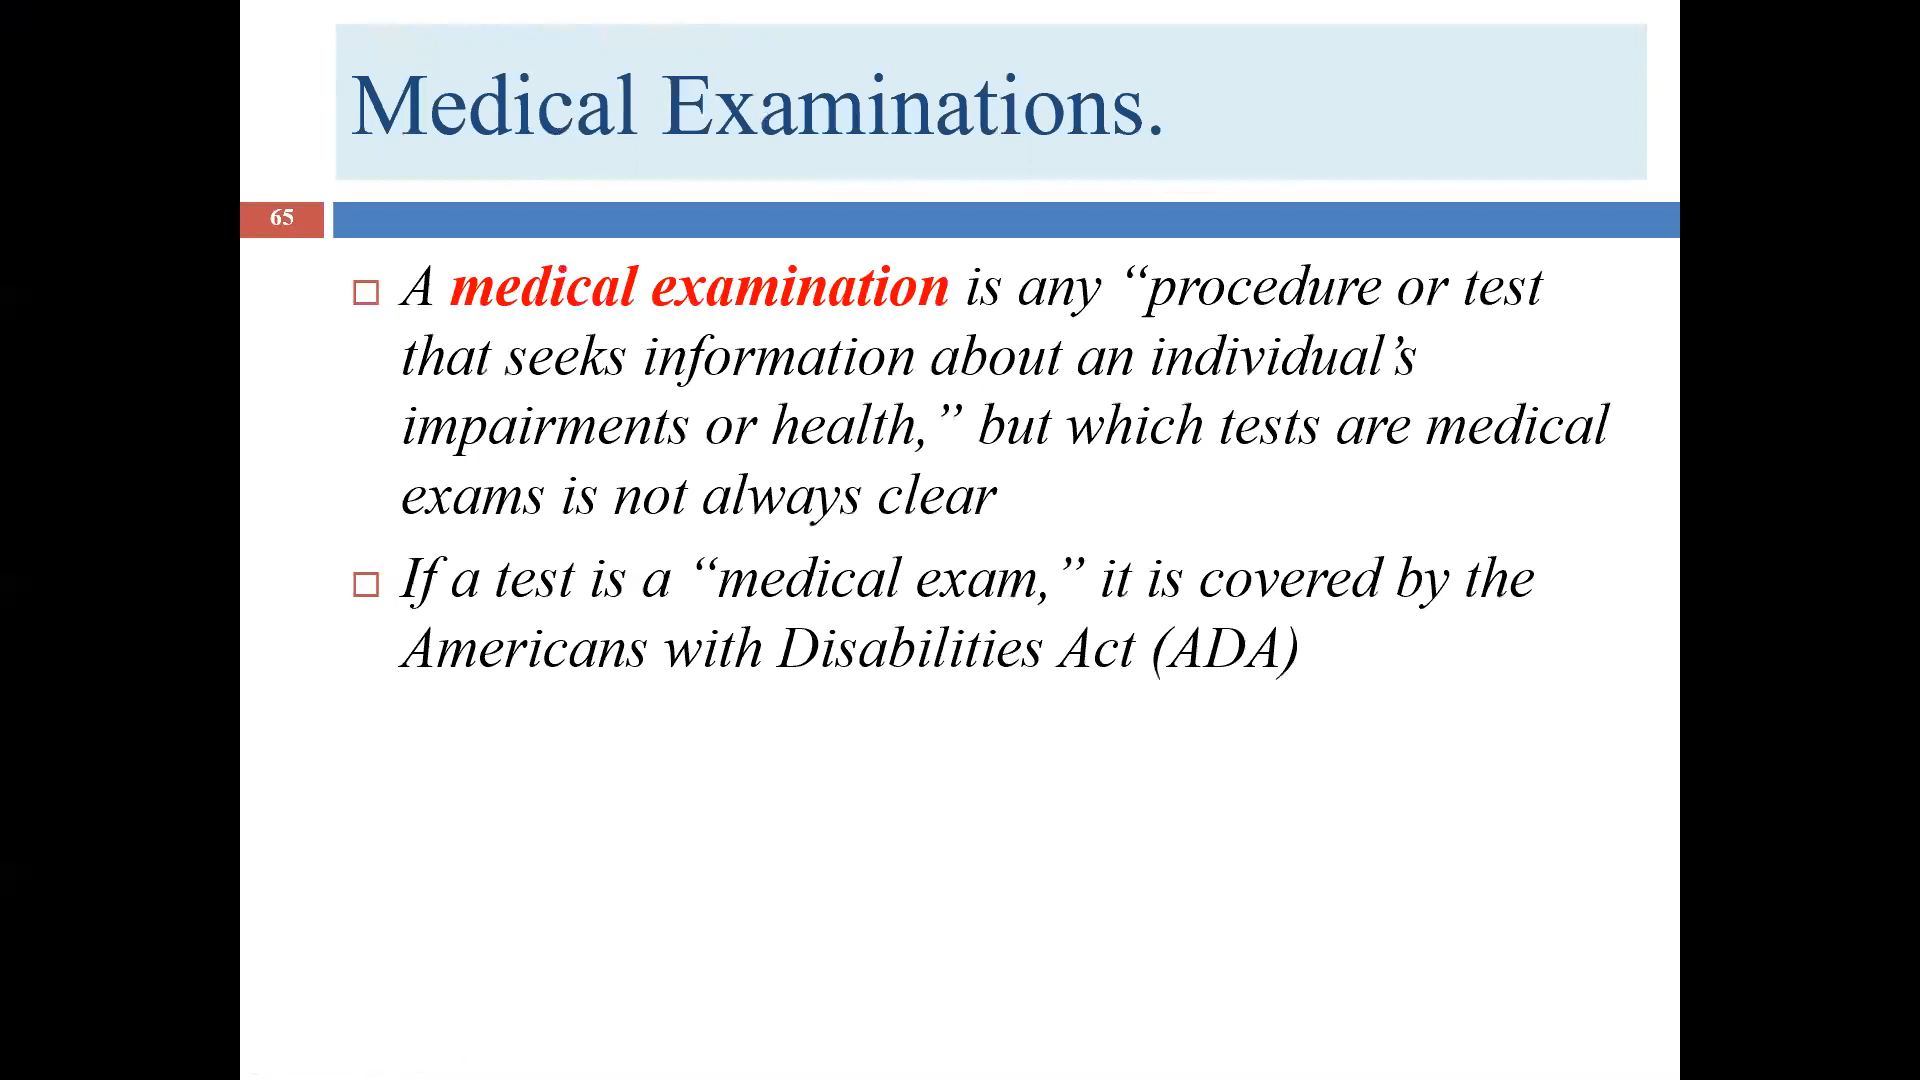 Medical Examinations.
65
□ A medical examination is any “procedure or test
that seeks information about an individual’s
impairments or health,” but which tests are medical
exams is not always clear
□ If a test is a “medical exam,” it is covered by the
Americans with Disabilities Act (ADA)